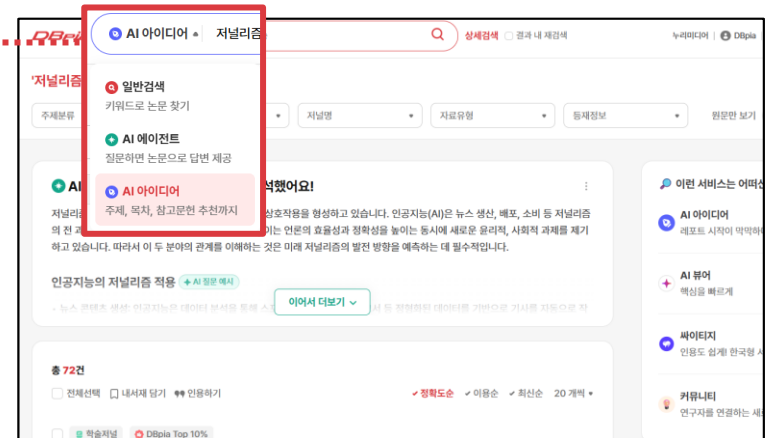 AI 아이디어
저널리즘
상세검색
결과 내 재검색
누리미디어
DBpia
'저널리즘
일반검색
키워드로 논문 찾기
AI 에이전트
질문하면 논문으로 답변 제공
AI 아이디어
주제, 목차, 참고문헌 추천까지
주제분류
저널명
자료유형
등재정보
원문만 보기
AI
석했어요!
저널리
상호작용을 형성하고 있습니다. 인공지능(AI)은 뉴스 생산, 배포, 소비 등 저널리즘
의 전 과
이는 언론의 효율성과 정확성을 높이는 동시에 새로운 윤리적, 사회적 과제를 제기
하고 있습니다. 따라서 이 두 분야의 관계를 이해하는 것은 미래 저널리즘의 발전 방향을 예측하는 데 필수적입니다.
인공지능의 저널리즘 적용
AI 질문 예시
이어서 더보기
이런 서비스는 어떠신
AI 아이디어
레포트 시작이 막막하
AI 뷰어
핵심을 빠르게
싸이티지
인용도 쉽게! 한국형 시
커뮤니티
연구자를 연결하는 새
총 72건
전체선택
내서재 담기
인용하기
정확도순
이용순
최신순
20 개씩
학술저널
DBpia Top 10%